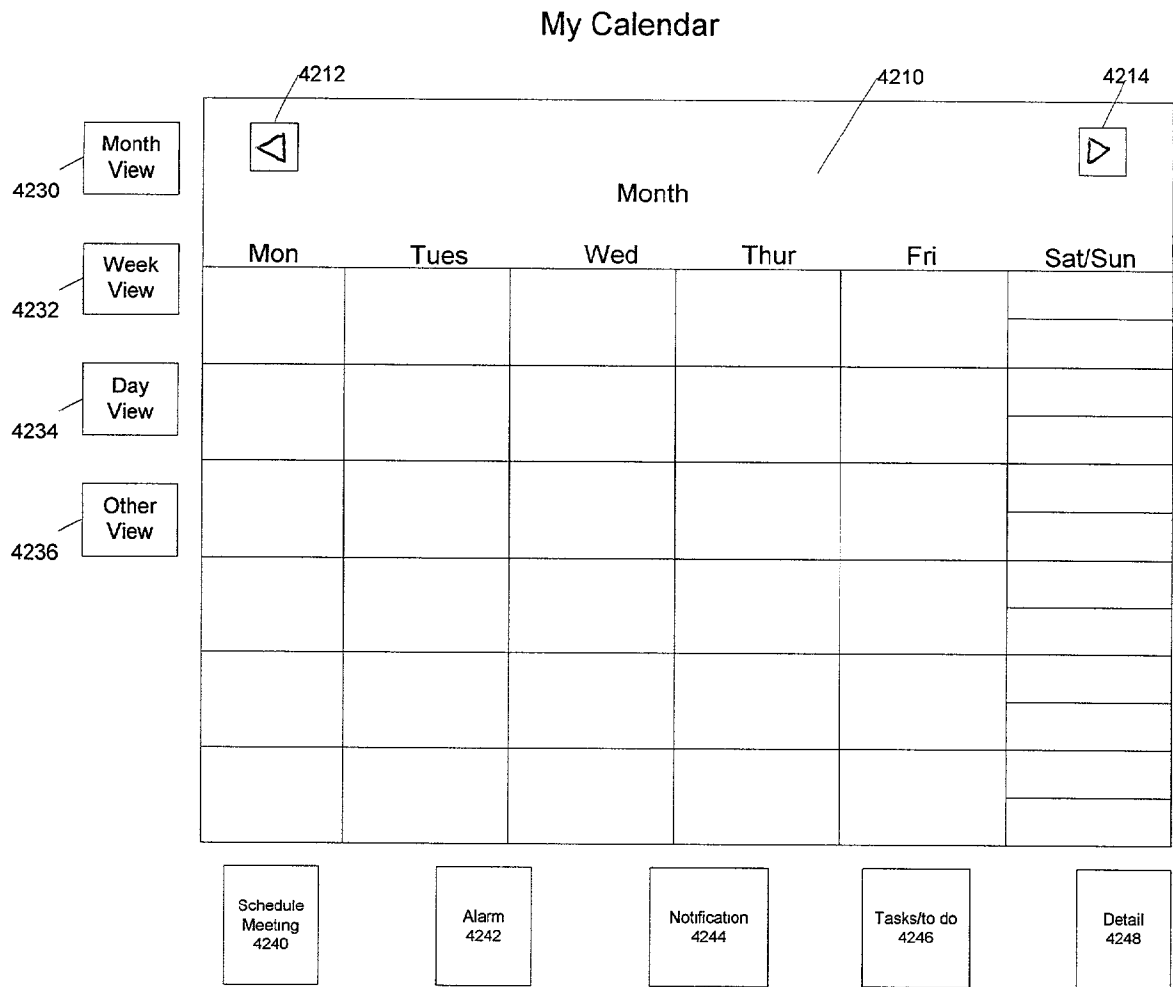 My Calendar
4212
4210
4214
Month
View
4230
Month
Mon Tues Wed Thur Fri Sat/Sun
Week
View
4232
Day
View
4234
Other
View
4236
Schedule
Meeting
4240
Alarm
4242
Notification
4244
Tasks/to do
4246
Detail
4248